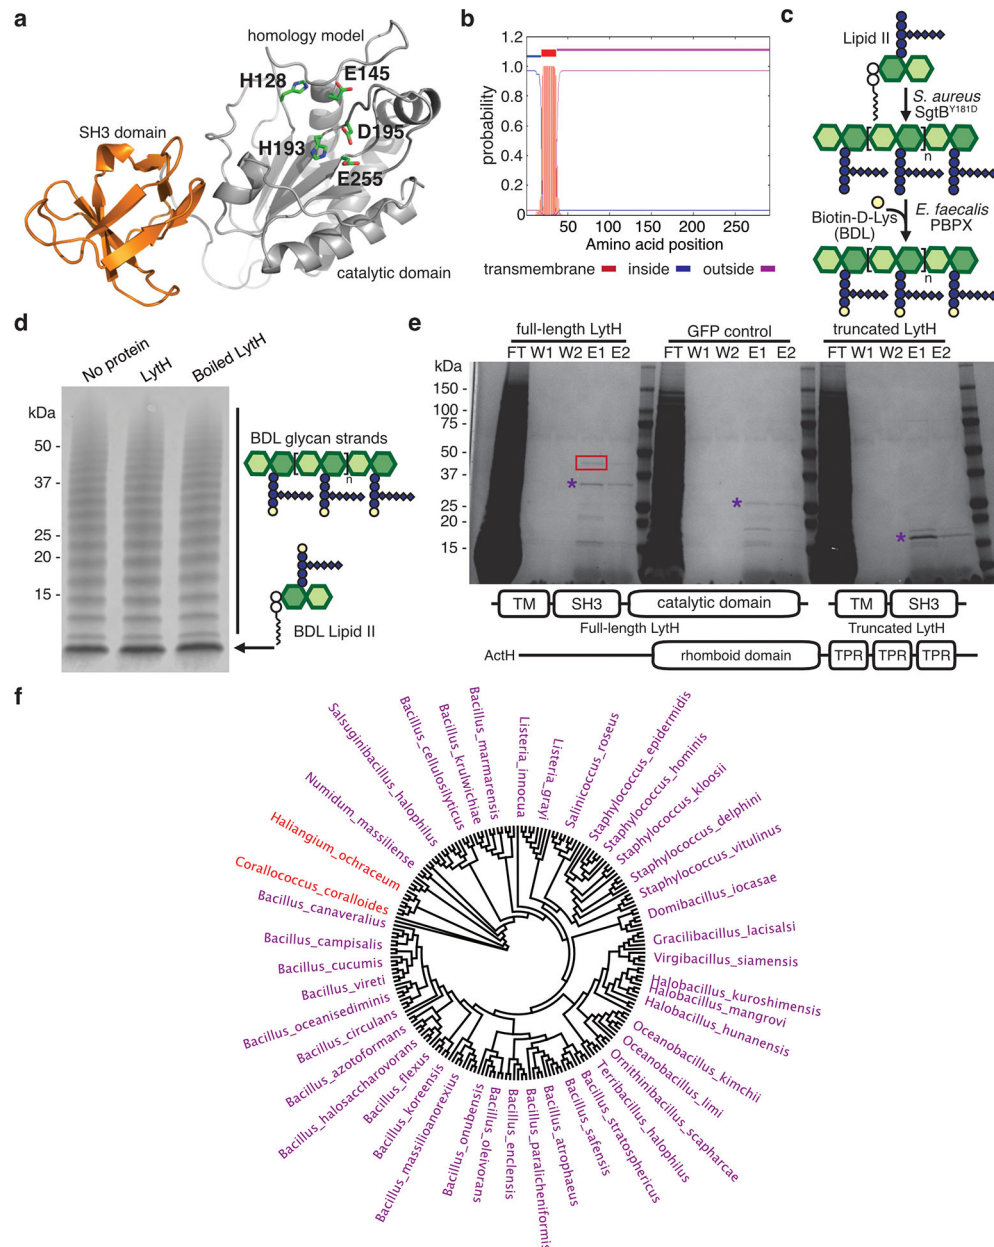 a
homology model
H128
E145
SH3 domain
D195
H193
E255
catalytic domain
b
1.2
1.0
0.8
0.6
0.4
0.2
0
probability
50 100 150 200 250
Amino acid position
transmembrane inside outside
c
Lipid II
S. aureus
SgtBY181D
n
Biotin-D-Lys
(BDL)
E. faecalis
PBPX
n
d
No protein
LytH
Boiled LytH
kDa
50 -
37 -
25 -
20 -
15 -
BDL glycan strands
n
BDL Lipid II
e
full-length LytH GFP control truncated LytH
FT W1 W2 E1 E2 FT W1 W2 E1 E2 FT W1 W2 E1 E2
kDa
150 -
100 -
75 -
50 -
37 -
25 -
20 -
15 -
*
*
*
50
37
25
20
15
TM SH3 catalytic domain TM SH3
Full-length LytH Truncated LytH
ActH rhomboid domain TPR TPR TPR
f
Listeria_innocua
Listeria_grayi
Salinicoccus_roseus
Staphylococcus_epidermidis
Staphylococcus_hominis
Staphylococcus_kloosii
Staphylococcus_delphini
Staphylococcus_vitulinus
Domibacillus_iocasae
Gracilibacillus_lacisalsi
Virgibacillus_siamensis
Halobacillus_kuroshimensis
Halobacillus_mangrovi
Halobacillus_hunanensis
Oceanobacillus_kimchii
Oceanobacillus_limi
Ornithinibacillus_scapharcae
Terribacillus_halophilus
Bacillus_stratosphericus
Bacillus_safensis
Bacillus_atrophaeus
Bacillus_paralicheniformis
Bacillus_enclensis
Bacillus_oleivorans
Bacillus_onubensis
Bacillus_massilioanorexius
Bacillus_koreensis
Bacillus_flexus
Bacillus_halosaccharovorans
Bacillus_azotoformans
Bacillus_circulans
Bacillus_oceanisediminis
Bacillus_vireti
Bacillus_cucumis
Bacillus_campisalis
Bacillus_canaveralius
Corallococcus_coralloides
Haliangium_ochraceum
Numidum_massiliense
Salsuginibacillus_halophilus
Bacillus_cellulosilyticus
Bacillus_krulwichiae
Bacillus_marmarensis